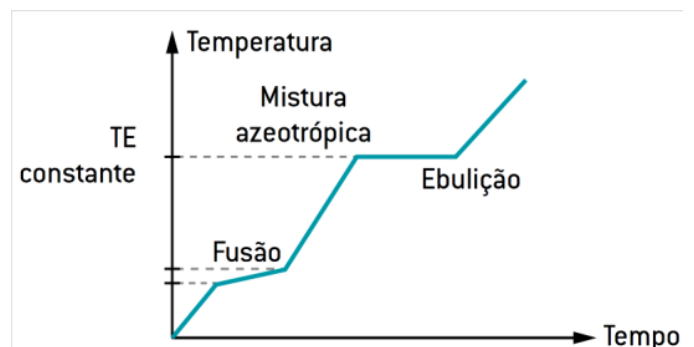 Temperatura
Mistura
azeotrópica
TE
constante
Ebulição
Fusão
Tempo